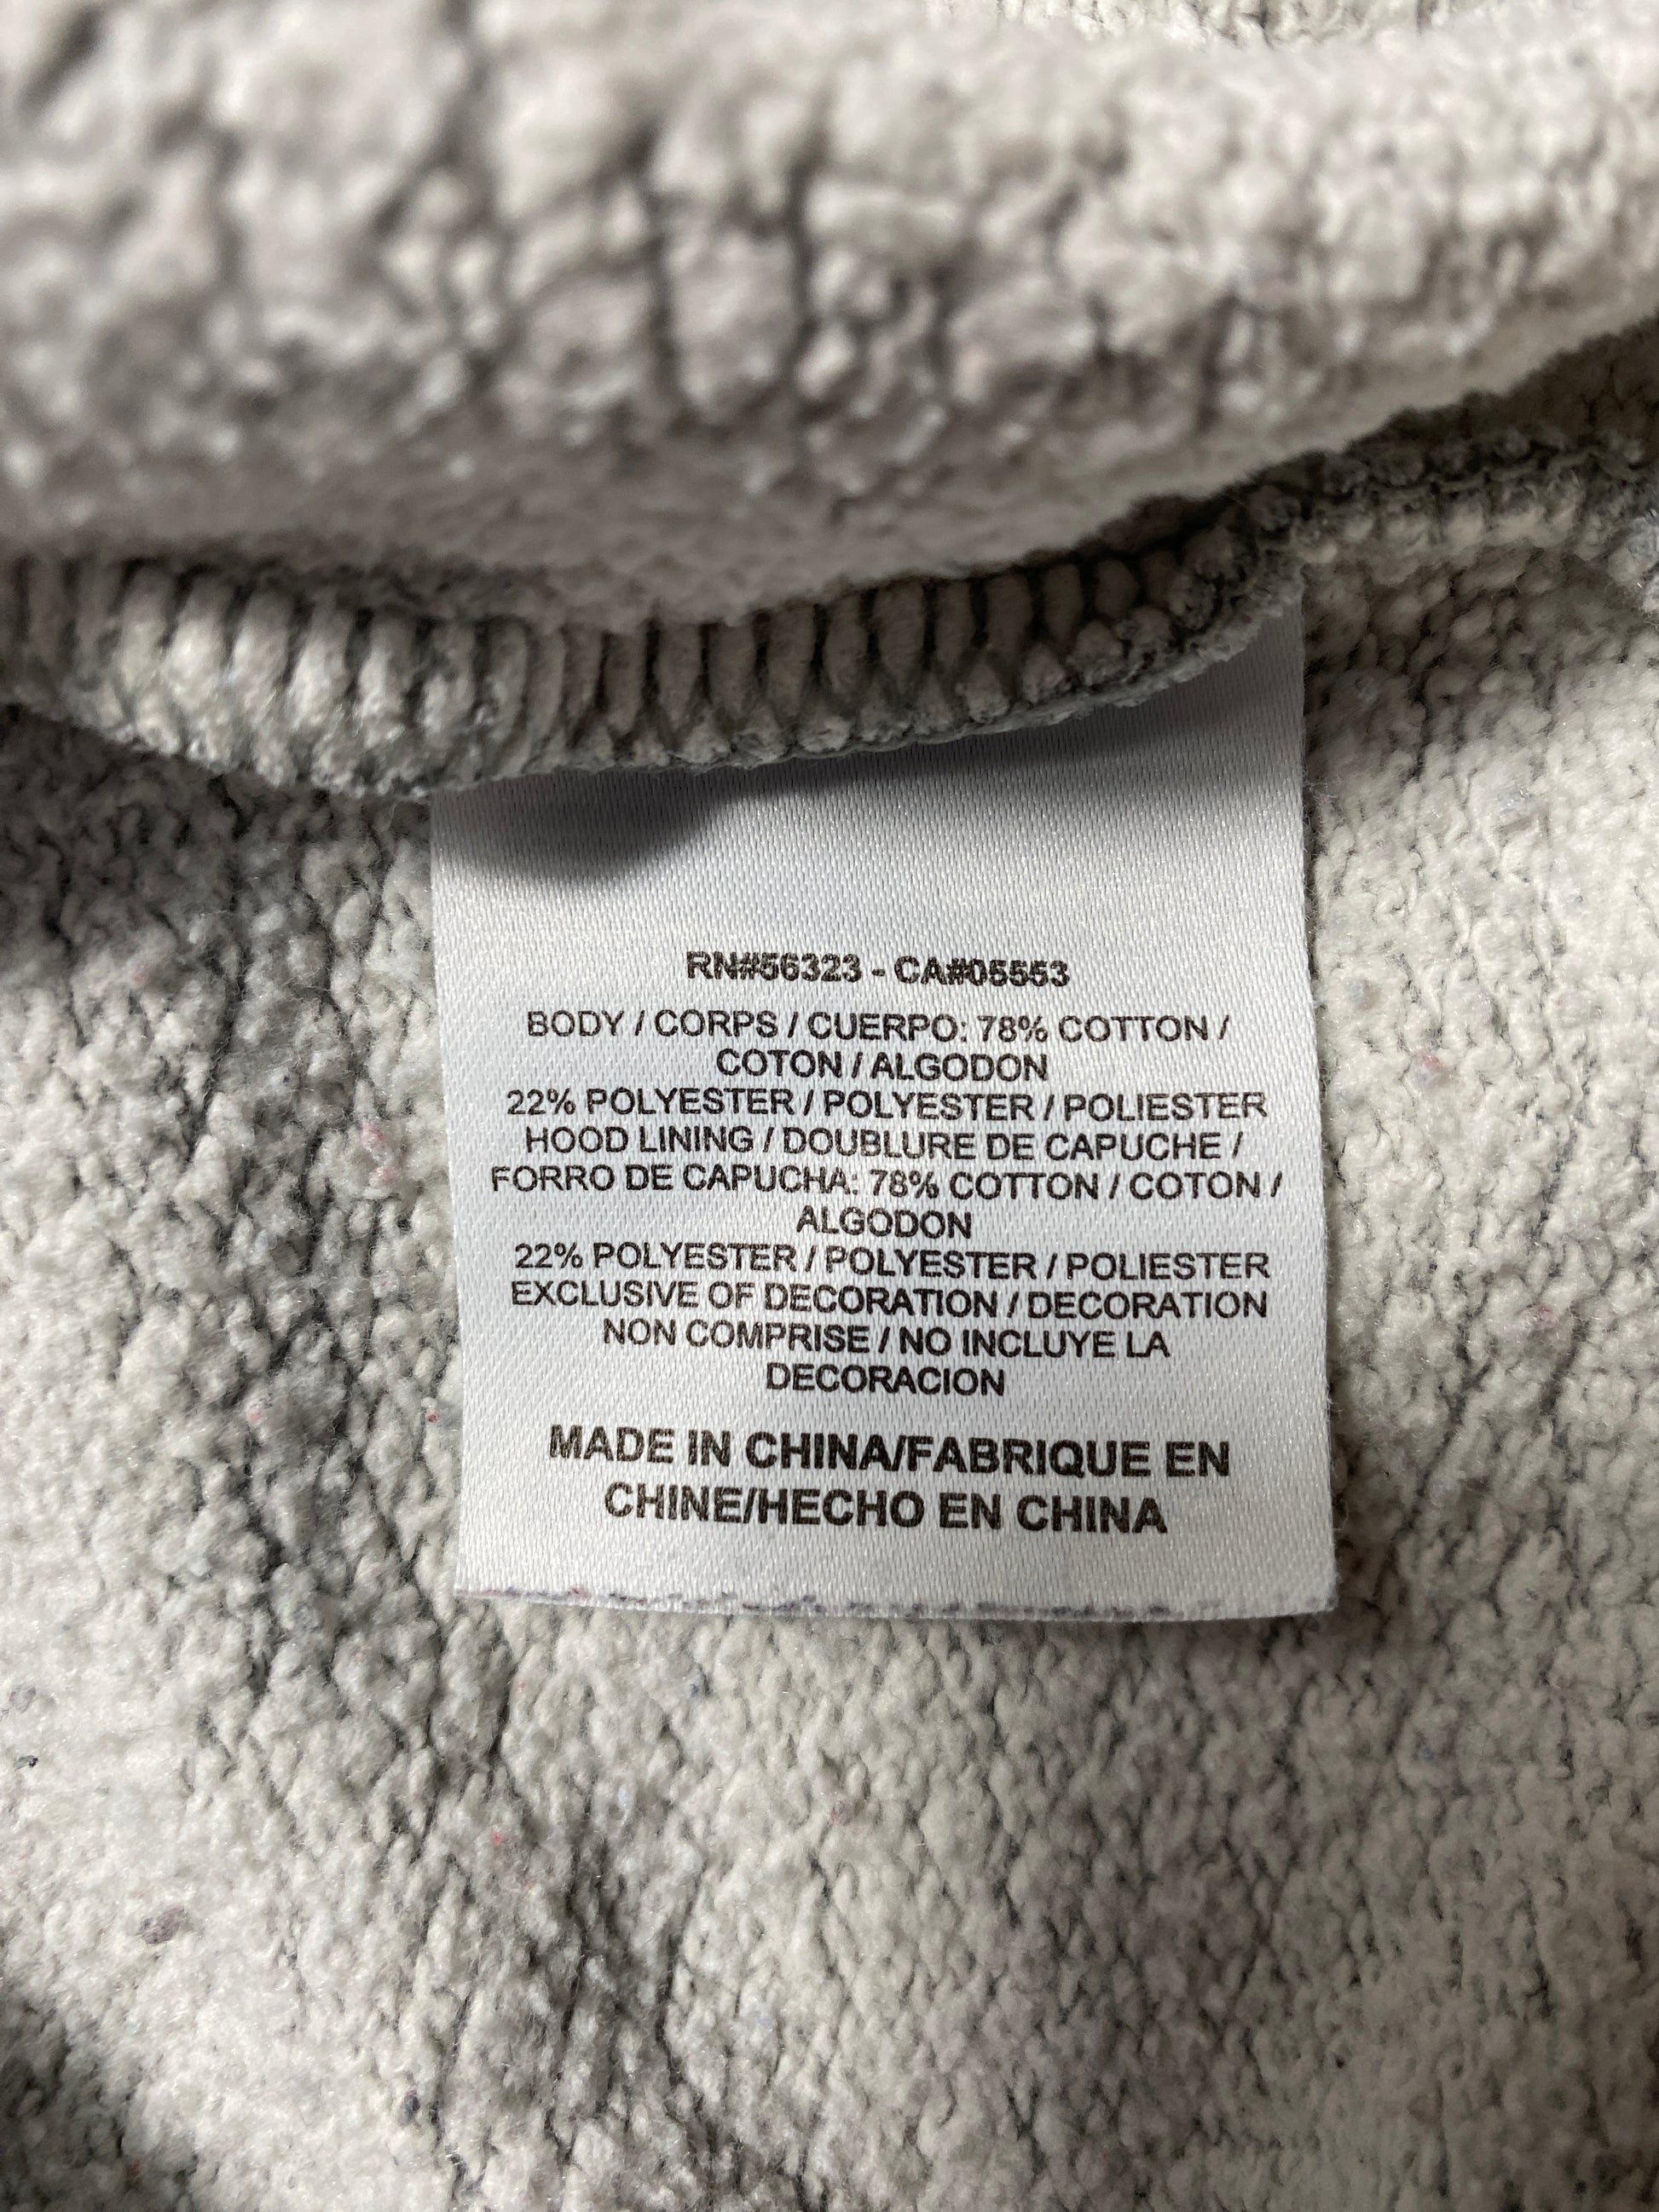 RN#56323 - CA#05553
BODY / CORPS / CUERPO: 78% COTTON /
COTON / ALGODON
22% POLYESTER / POLYESTER / POLIESTER
HOOD LINING / DOUBLURE DE CAPUCHE /
FORRO DE CAPUCHA: 78% COTTON / COTON /
ALGODON
22% POLYESTER / POLYESTER / POLIESTER
EXCLUSIVE OF DECORATION / DECORATION
NON COMPRISE / NO INCLUYE LA
DECORACION
MADE IN CHINA/FABRIQUE EN
CHINE/HECHO EN CHINA